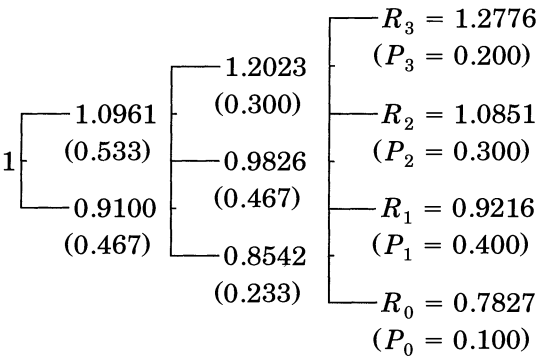 R3 = 1.2776
(P3 = 0.200)
1.2023
(0.300)
1.0961
(0.533)
R2 = 1.0851
(P2 = 0.300)
1
0.9826
(0.467)
0.9100
(0.467)
R1 = 0.9216
(P1 = 0.400)
0.8542
(0.233)
R0 = 0.7827
(P0 = 0.100)